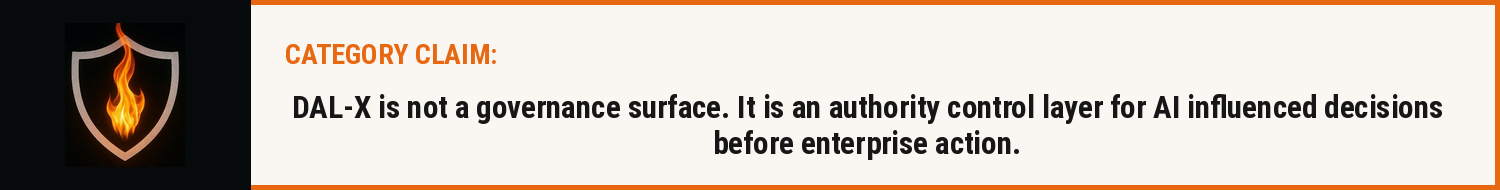 CATEGORY CLAIM:
DAL-X is not a governance surface. It is an authority control layer for AI influenced decisions
before enterprise action.